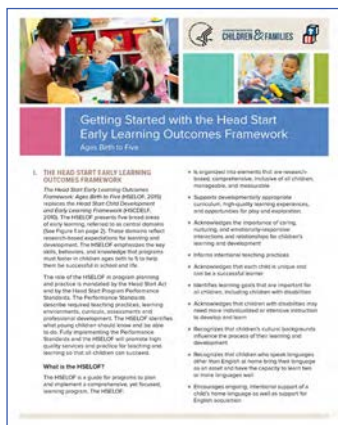 CHILDREN & FAMILIES
Getting Started with the Head Start
Early Learning Outcomes Framework
Ages Birth to Five
I. THE HEAD START EARLY LEARNING
OUTCOMES FRAMEWORK
The Head Start Early Learning Outcomes
Framework: Ages Birth to Five (HSELOF, 2015)
replaces the Head Start Child Development
and Early Learning Framework (HSCDELF,
2010). The HSELOF presents five broad areas
of early learning, referred to as central domains
(See Figure 1 on page 2). These domains reflect
research-based expectations for learning and
development. The HSELOF emphasizes the key
skills, behaviors, and knowledge that programs
must foster in children ages birth to 5 to help
them be successful in school and life.
The role of the HSELOF in program planning
and practice is mandated by the Head Start Act
and by the Head Start Program Performance
Standards. The Performance Standards
describe required teaching practices, learning
environments, curricula, assessments and
professional development. The HSELOF identifies
what young children should know and be able
to do. Fully implementing the Performance
Standards and the HSELOF will promote high
quality services and practice for teaching and
learning so that all children can succeed.
What is the HSELOF?
The HSELOF is a guide for programs to plan
and implement a comprehensive, yet focused,
learning program. The HSELOF:
» Is organized into elements that are research-
based, comprehensive, inclusive of all children,
manageable, and measurable
» Supports developmentally appropriate
curriculum, high-quality learning experiences,
and opportunities for play and exploration
» Acknowledges the importance of caring,
nurturing, and emotionally-responsive
interactions and relationships for children's
learning and development
» Informs intentional teaching practices
» Acknowledges that each child is unique and
can be a successful learner
» Identifies learning goals that are important for
all children, including children with disabilities
» Acknowledges that children with disabilities may
need more individualized or intensive instruction
to develop and learn
» Recognizes that children's cultural backgrounds
influence the process of their learning and
development
» Recognizes that children who speak languages
other than English at home bring their language
as an asset and have the capacity to learn two
or more languages well
» Encourages ongoing, intentional support of a
child's home language as well as support for
English acquisition